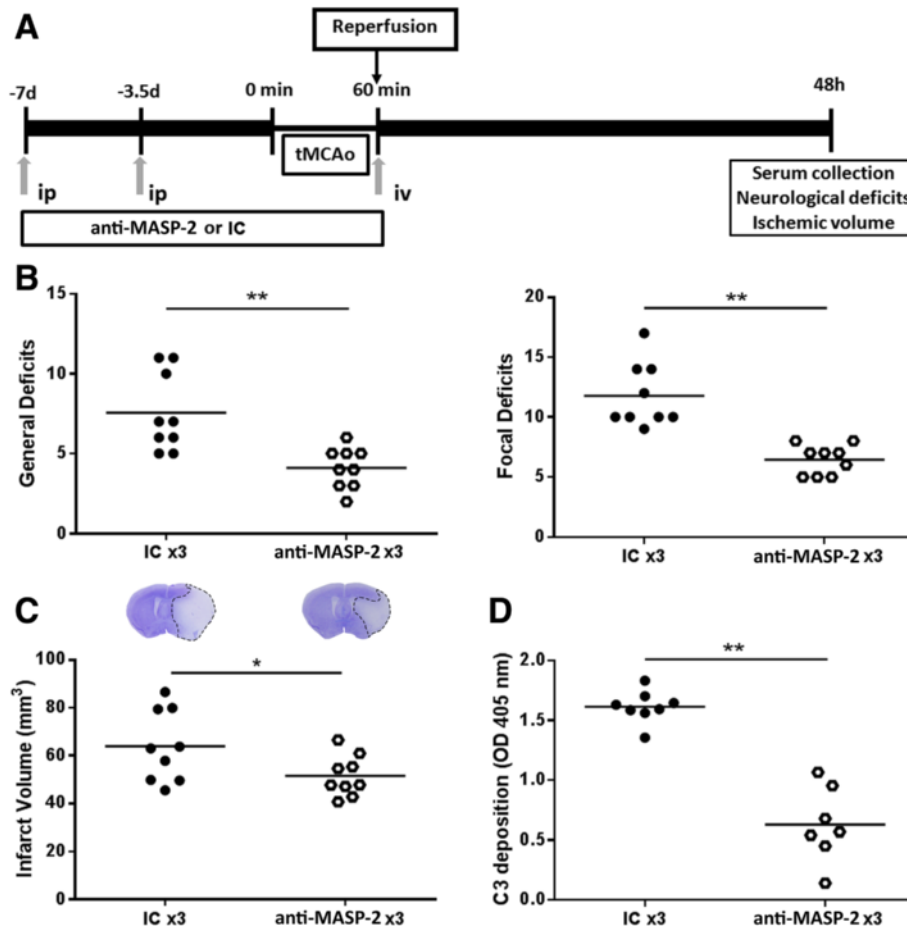 A
Reperfusion
-7d
-3.5d
0 min
60 min
48h
tMCAo
ip
ip
iv
Serum collection
Neurological deficits
Ischemic volume
anti-MASP-2 or IC
B
General Deficits
15
10
5
0
**
IC x3
anti-MASP-2 x3
Focal Deficits
20
15
10
5
0
**
IC x3
anti-MASP-2 x3
C
Infarct Volume (mm³)
100
80
60
40
20
0
*
IC x3
anti-MASP-2 x3
D
C3 deposition (OD 405 nm)
2.0
1.5
1.0
0.5
0.0
**
IC x3
anti-MASP-2 x3